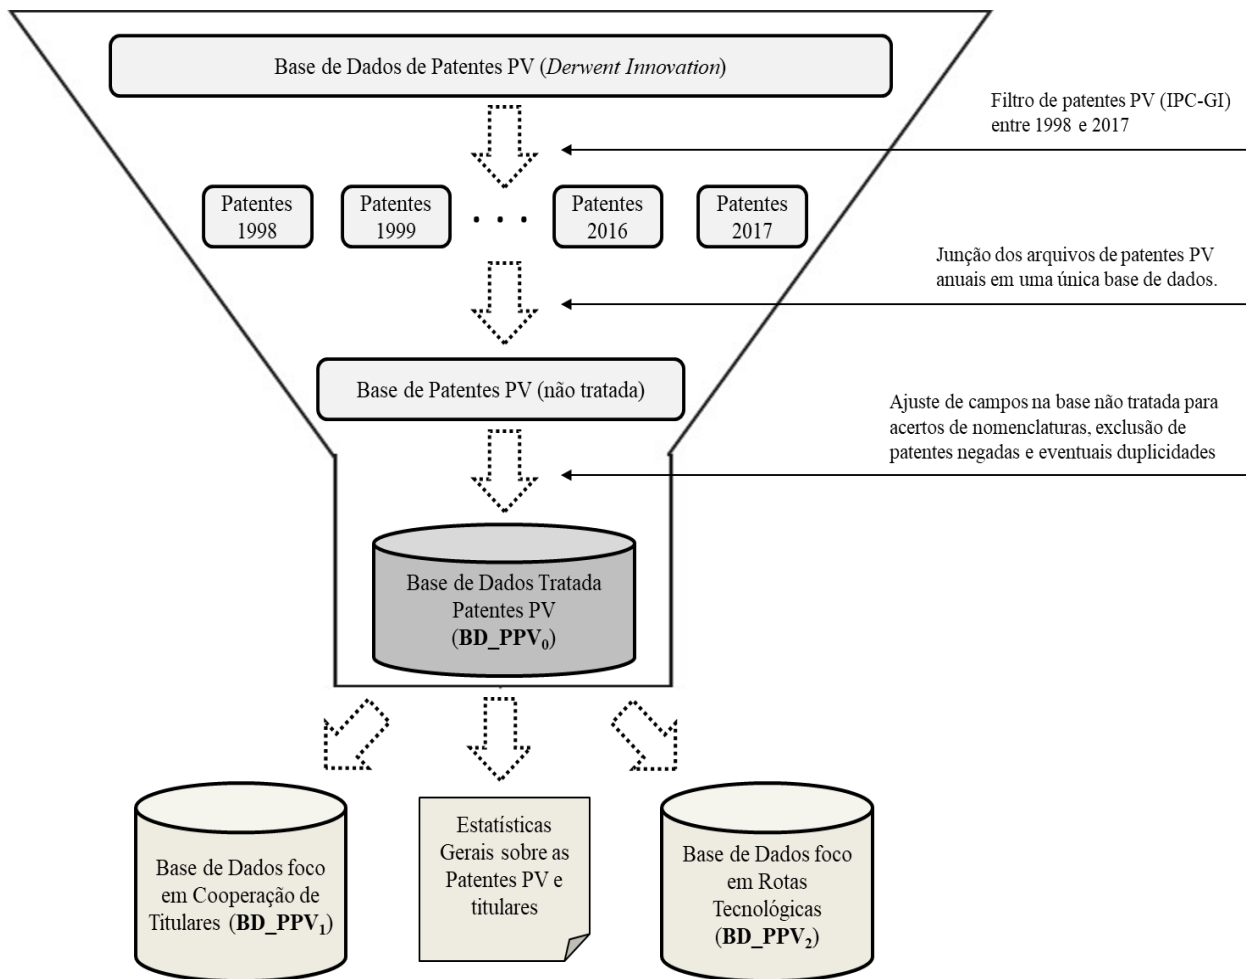 Base de Dados de Patentes PV (Derwent Innovation)
Filtro de patentes PV (IPC-GI)
entre 1998 e 2017
Patentes
1998
Patentes
1999
. . .
Patentes
2016
Patentes
2017
Junção dos arquivos de patentes PV
anuais em uma única base de dados.
Base de Patentes PV (não tratada)
Ajuste de campos na base não tratada para
acertos de nomenclaturas, exclusão de
patentes negadas e eventuais duplicidades
Base de Dados Tratada
Patentes PV
(BD_PPV₀)
Base de Dados foco
em Cooperação de
Titulares (BD_PPV₁)
Estatísticas
Gerais sobre as
Patentes PV e
titulares
Base de Dados foco
em Rotas
Tecnológicas
(BD_PPV₂)